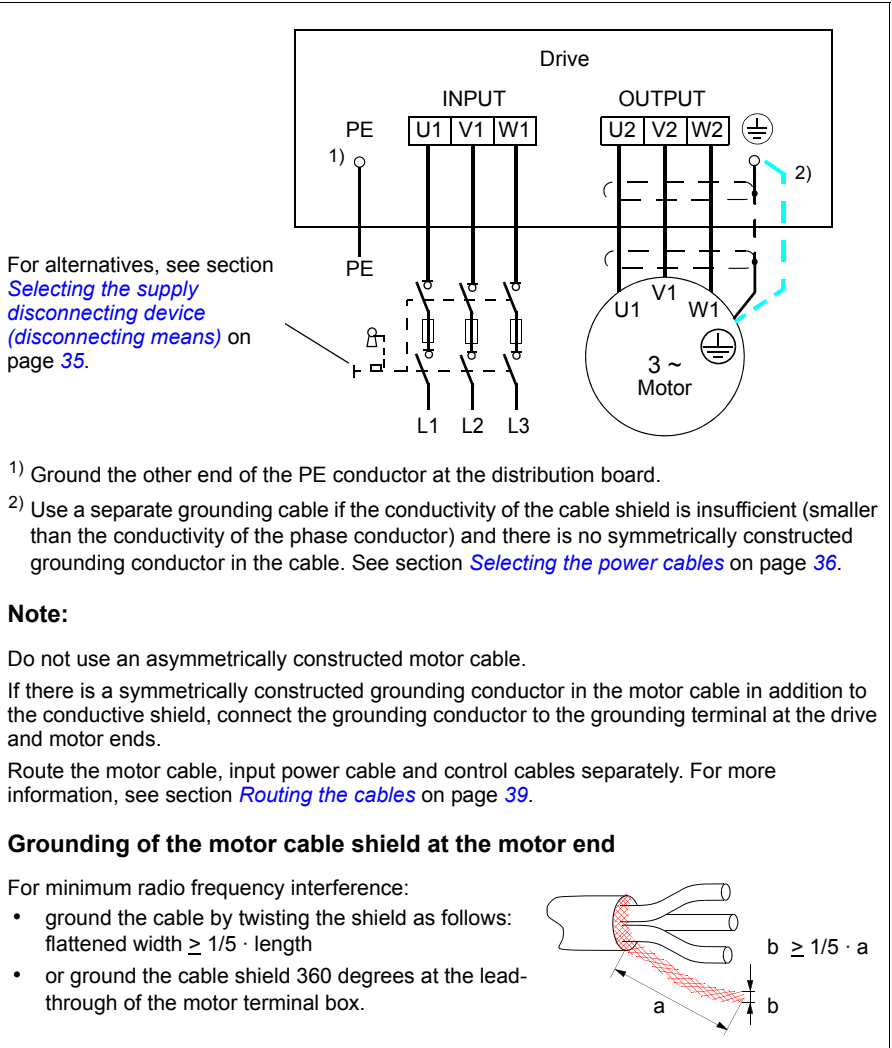 Drive
INPUT
OUTPUT
PE
U1 V1 W1
U2 V2 W2
1)
2)
PE
For alternatives, see section
Selecting the supply
disconnecting device
(disconnecting means) on
page 35.
U1
V1
W1
3 ~
Motor
L1 L2 L3
1) Ground the other end of the PE conductor at the distribution board.
2) Use a separate grounding cable if the conductivity of the cable shield is insufficient (smaller
than the conductivity of the phase conductor) and there is no symmetrically constructed
grounding conductor in the cable. See section Selecting the power cables on page 36.
Note:
Do not use an asymmetrically constructed motor cable.
If there is a symmetrically constructed grounding conductor in the motor cable in addition to
the conductive shield, connect the grounding conductor to the grounding terminal at the drive
and motor ends.
Route the motor cable, input power cable and control cables separately. For more
information, see section Routing the cables on page 39.
Grounding of the motor cable shield at the motor end
For minimum radio frequency interference:
• ground the cable by twisting the shield as follows:
flattened width ≥ 1/5 · length
• or ground the cable shield 360 degrees at the lead-
through of the motor terminal box.
b ≥ 1/5 · a
a
b